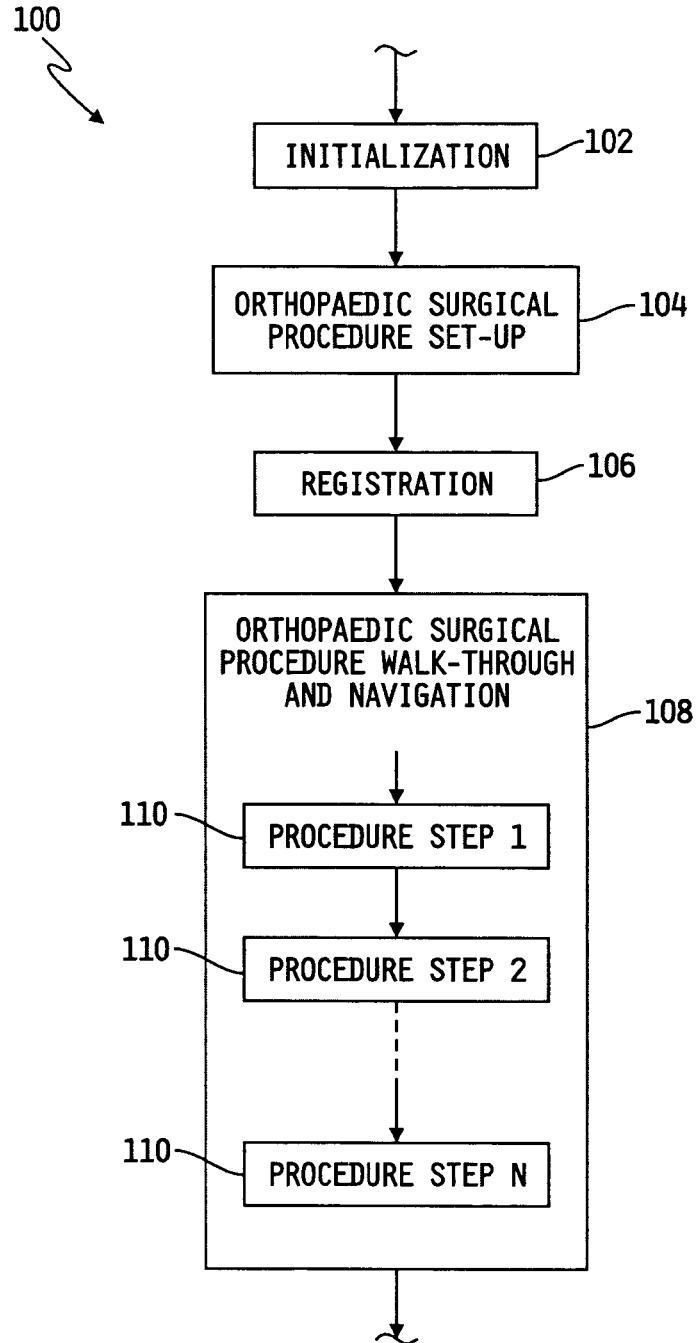 100
INITIALIZATION
102
ORTHOPAEDIC SURGICAL
PROCEDURE SET-UP
104
REGISTRATION
106
ORTHOPAEDIC SURGICAL
PROCEDURE WALK-THROUGH
AND NAVIGATION
108
110
PROCEDURE STEP 1
110
PROCEDURE STEP 2
110
PROCEDURE STEP N